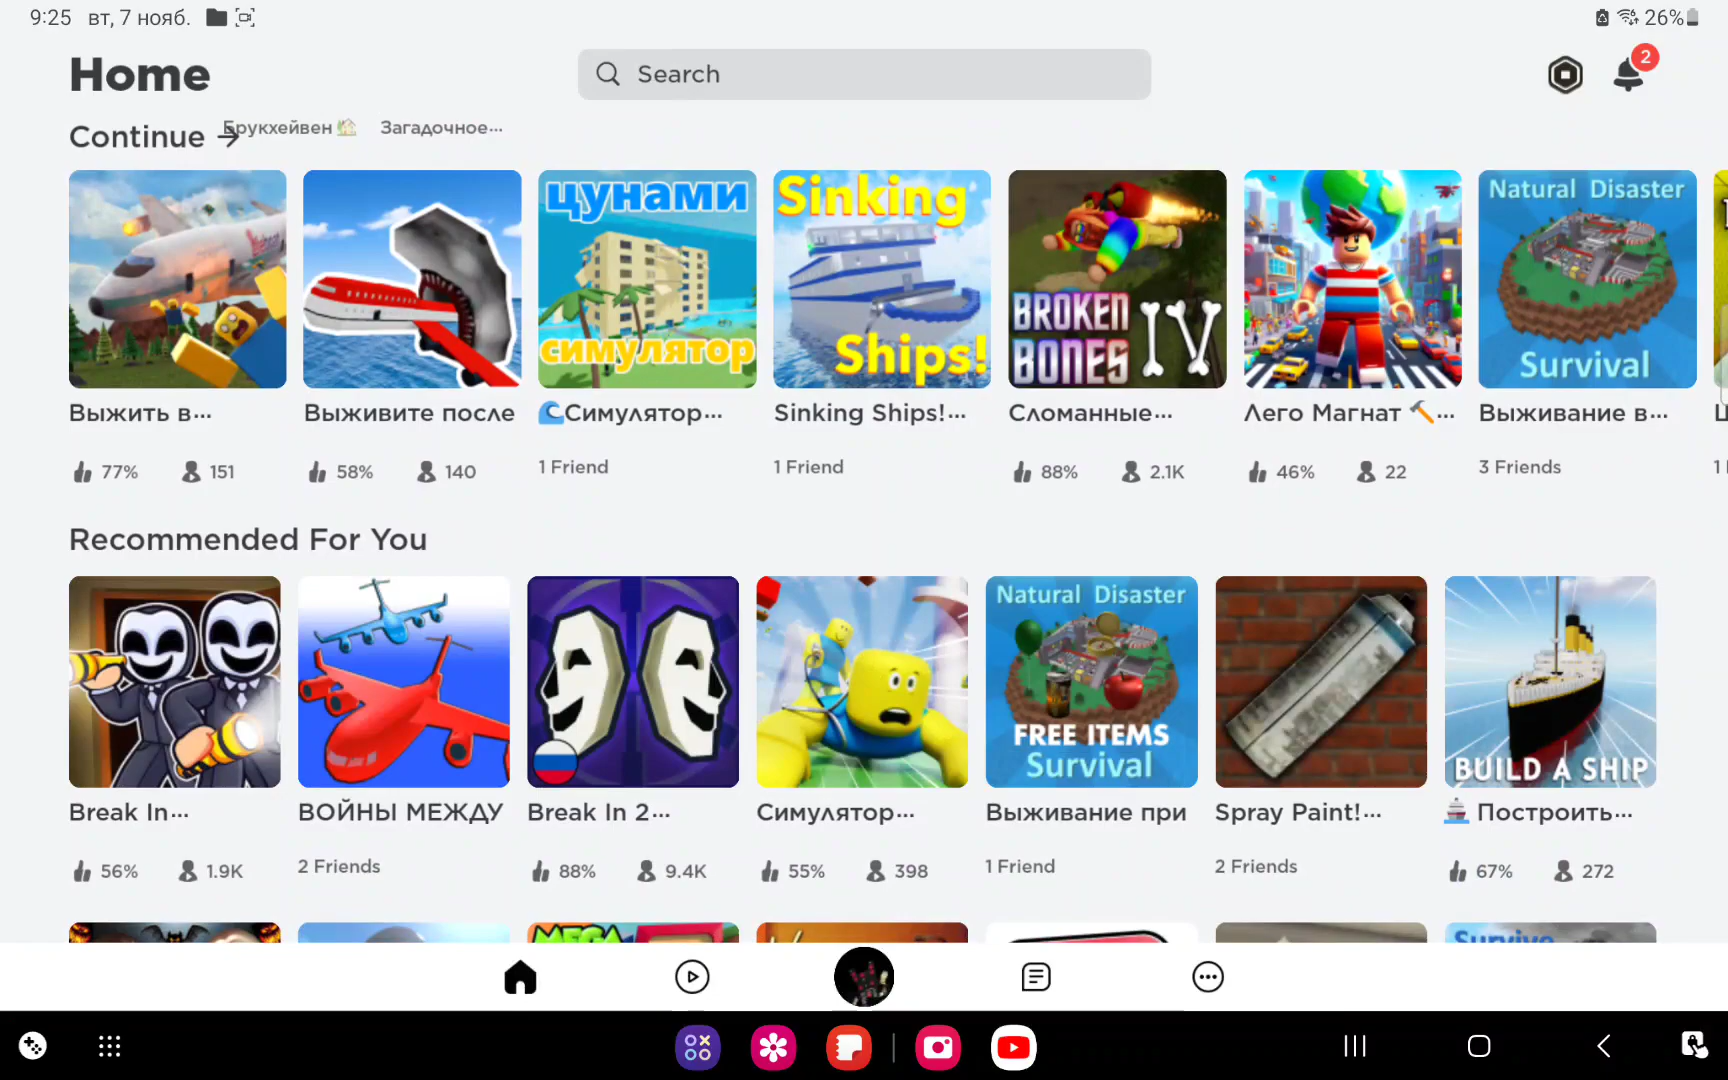 9:25 вт, 7 нояб. 26%
Home
Search
2
Continue →
Брукхейвен🏡 Загадочное...
цунами
симулятор
Sinking
Ships!
BROKEN
BONES IV
Natural Disaster
Survival
Выжить в... Выживите после 🌊Симулятор... Sinking Ships!... Сломанные... Лего Магнат 🔨... Выживание в...
77% 151 58% 140 1 Friend 1 Friend 88% 2.1K 46% 22 3 Friends
Recommended For You
Natural Disaster
FREE ITEMS
Survival
BUILD A SHIP
Break In... ВОЙНЫ МЕЖДУ Break In 2... Симулятор... Выживание при Spray Paint!... 🚢 Построить...
56% 1.9K 2 Friends 88% 9.4K 55% 398 1 Friend 2 Friends 67% 272
MEGA
Survive